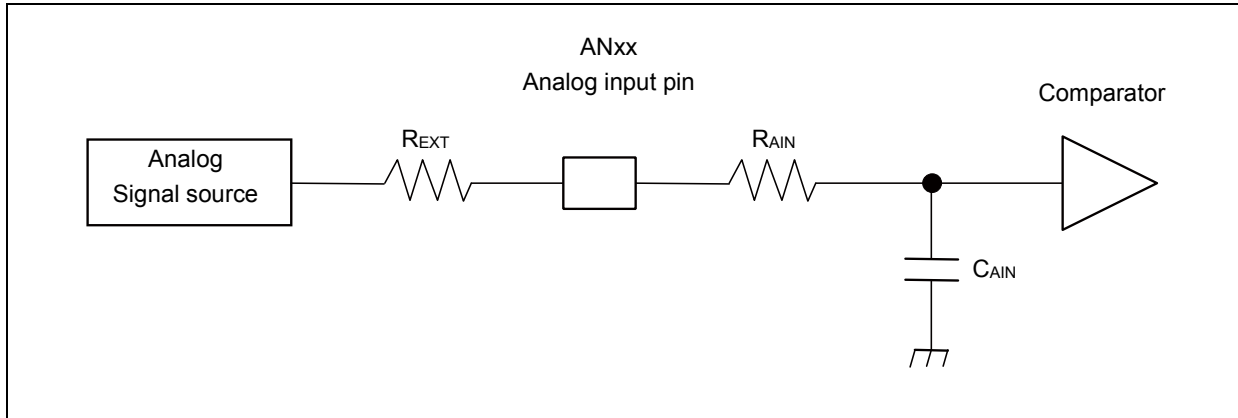 ANxx
Analog input pin
Comparator
REXT
RAIN
Analog
Signal source
CAIN